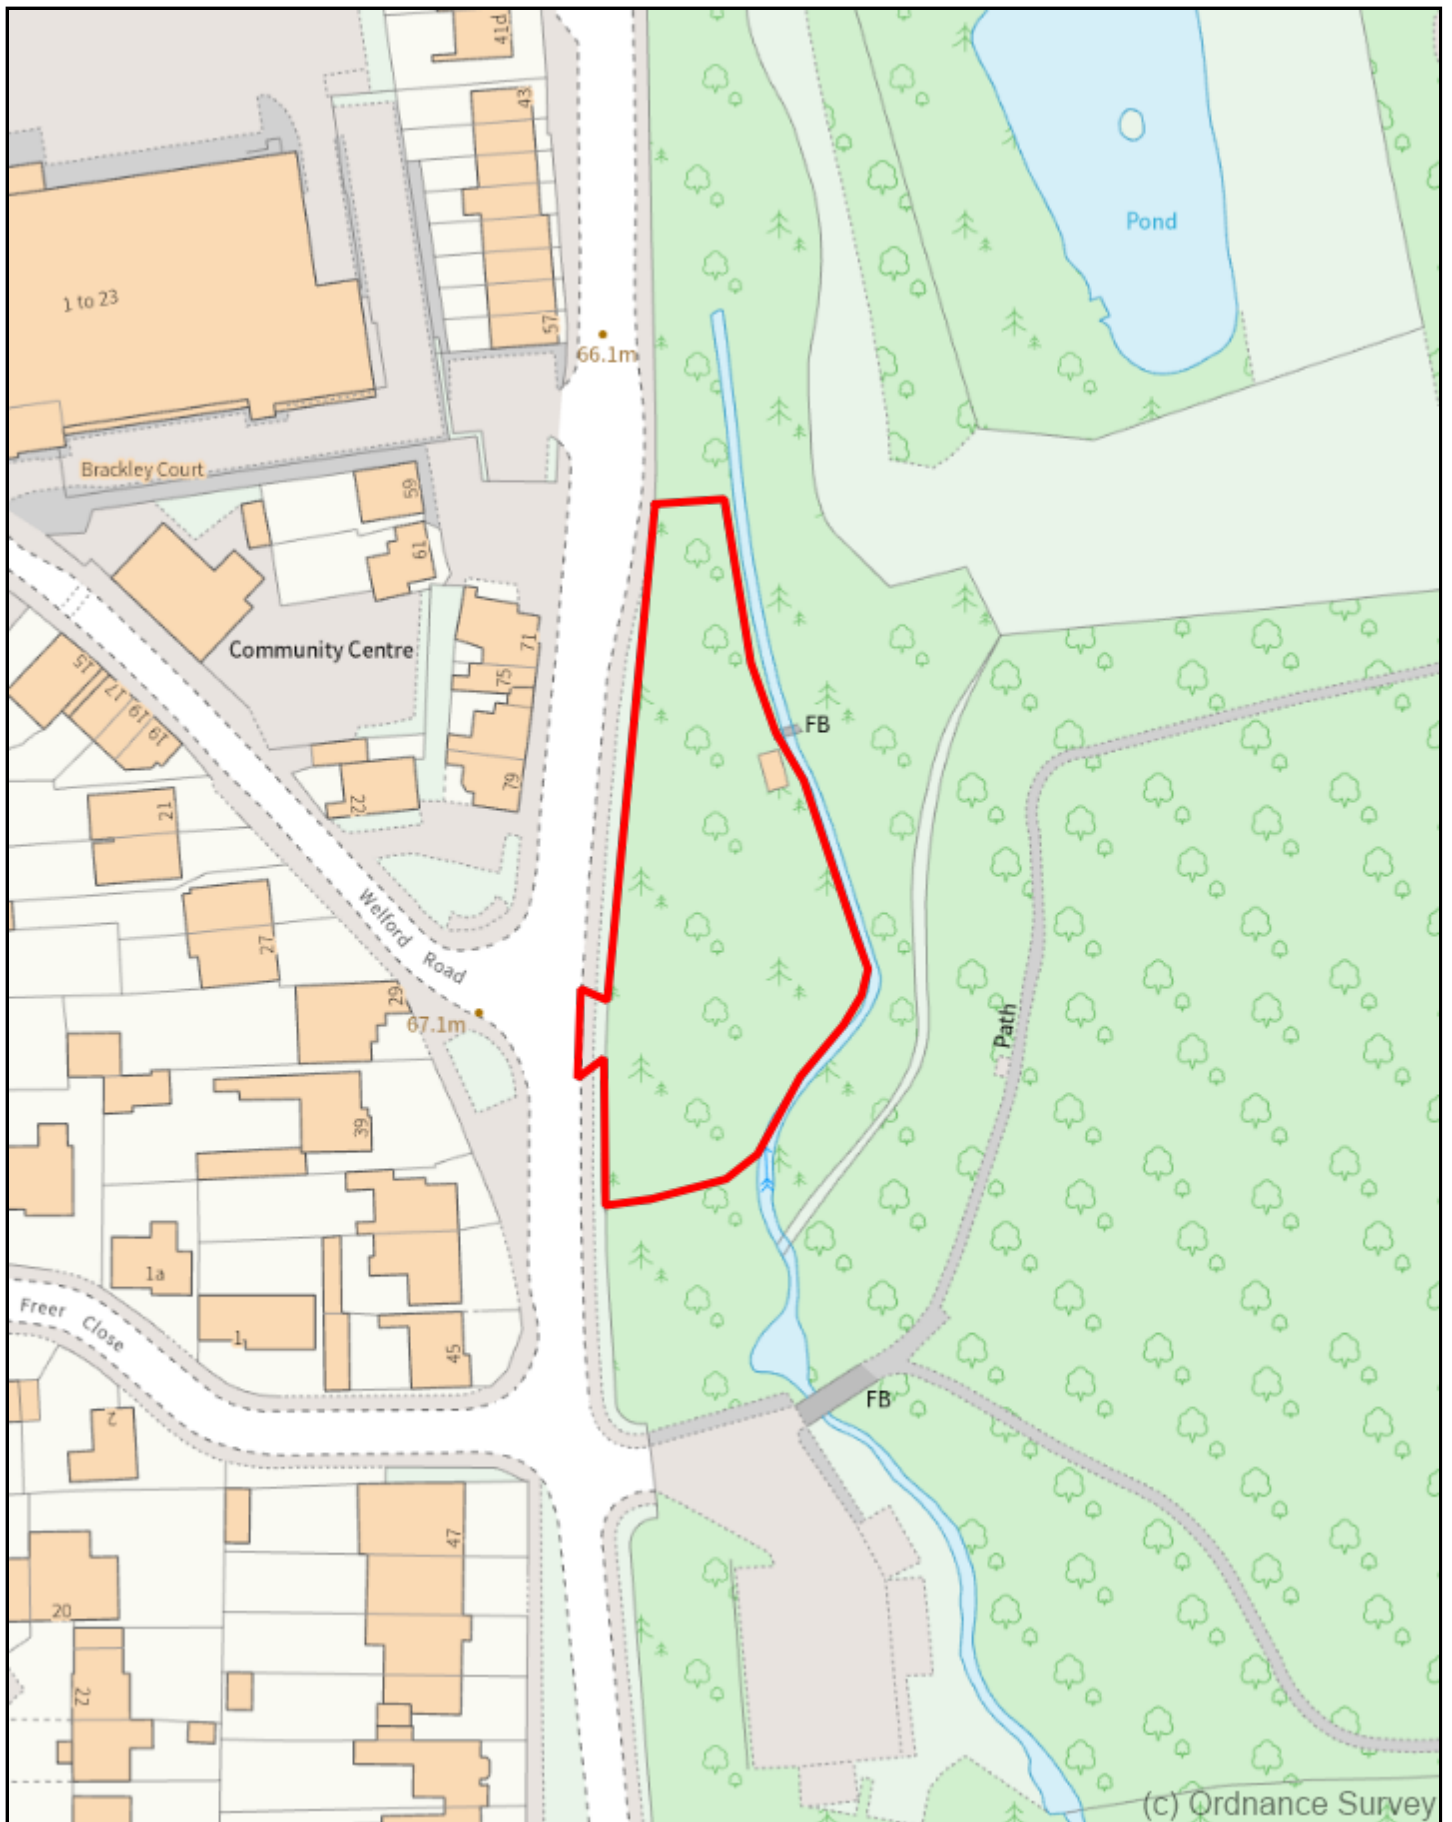 41d
43
1 to 23
Pond
57
66.1m
Brackley Court
59
61
Community Centre
71
75
15
17
19
19
FB
79
22
21
Welford Road
27
29
67.1m
Path
39
1a
Freer Close
1
45
FB
2
47
20
22
(c) Ordnance Survey